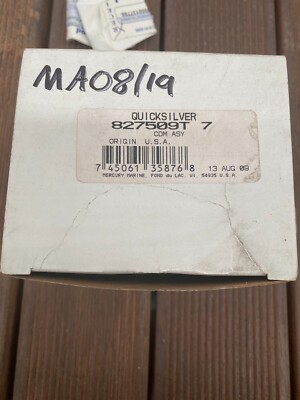 MA08/19
QUICKSILVER
827509T 7
CDM ASY
ORIGIN U.S.A.
7 45061 35876 8
13 AUG 09
MERCURY MARINE, FOND du LAC, WI. 54935 U.S.A.